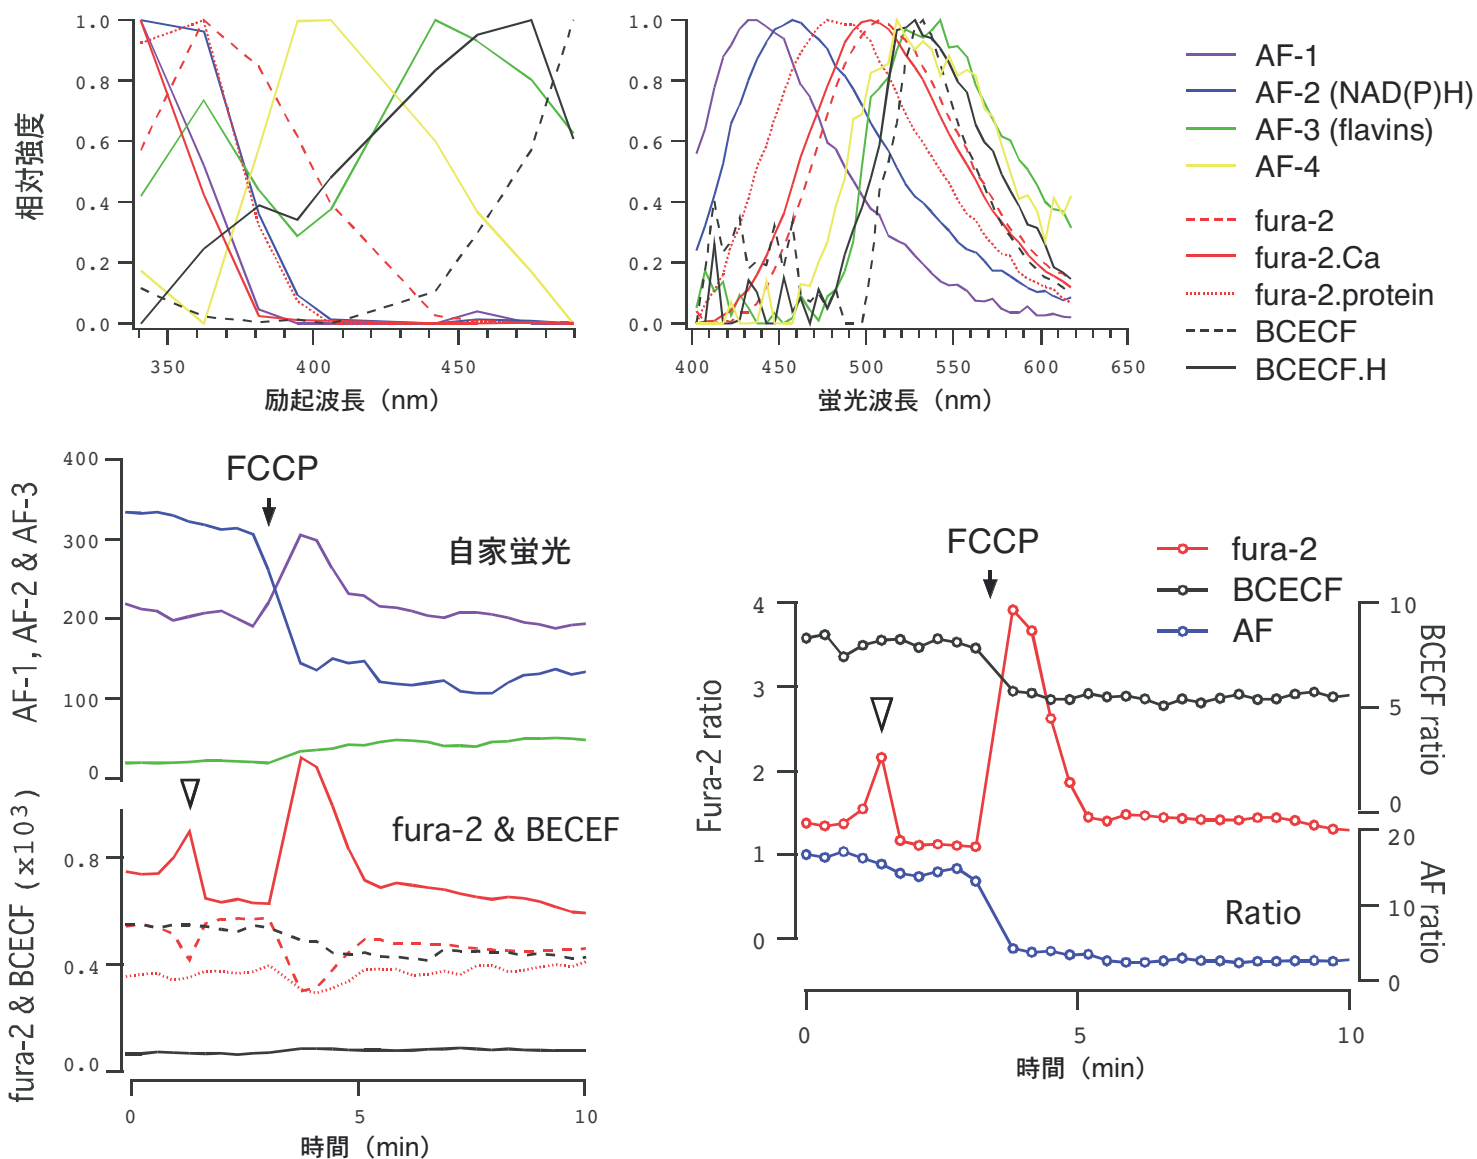 相対強度
1.0
0.8
0.6
0.4
0.2
0.0
350 400 450
励起波長（nm）
1.0
0.8
0.6
0.4
0.2
0.0
400 450 500 550 600 650
蛍光波長（nm）
AF-1
AF-2 (NAD(P)H)
AF-3 (flavins)
AF-4
fura-2
fura-2.Ca
fura-2.protein
BCECF
BCECF.H
AF-1, AF-2 & AF-3
400
300
200
100
0
FCCP
自家蛍光
fura-2 & BCECF (x10³)
0.8
0.4
0.0
fura-2 & BECEF
0 5 10
時間（min）
FCCP
fura-2
BCECF
AF
Fura-2 ratio
4
3
2
1
0
BCECF ratio
10
5
0
AF ratio
20
10
0
Ratio
0 5 10
時間（min）